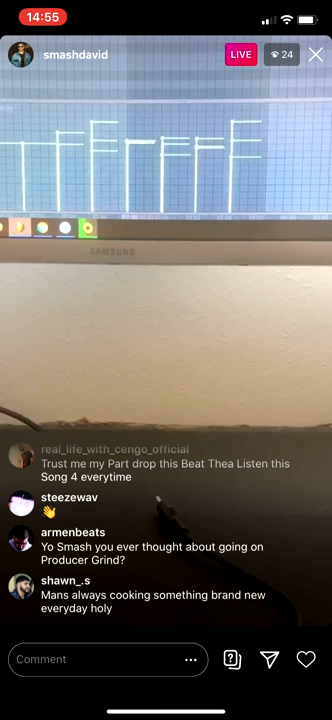 14:55
smashdavid
LIVE
24
SAMSUNG
real_life_with_cengo_official
Trust me my Part drop this Beat Thea Listen this
Song 4 everytime
steezewav
👋
armenbeats
Yo Smash you ever thought about going on
Producer Grind?
shawn_.s
Mans always cooking something brand new
everyday holy
Comment